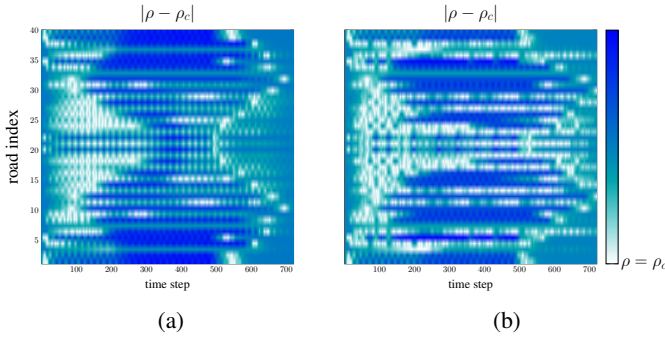 |ρ − ρc|
|ρ − ρc|
road index
40
35
30
25
20
15
10
5
100 200 300 400 500 600 700
100 200 300 400 500 600 700
time step
time step
ρ = ρc
(a)
(b)